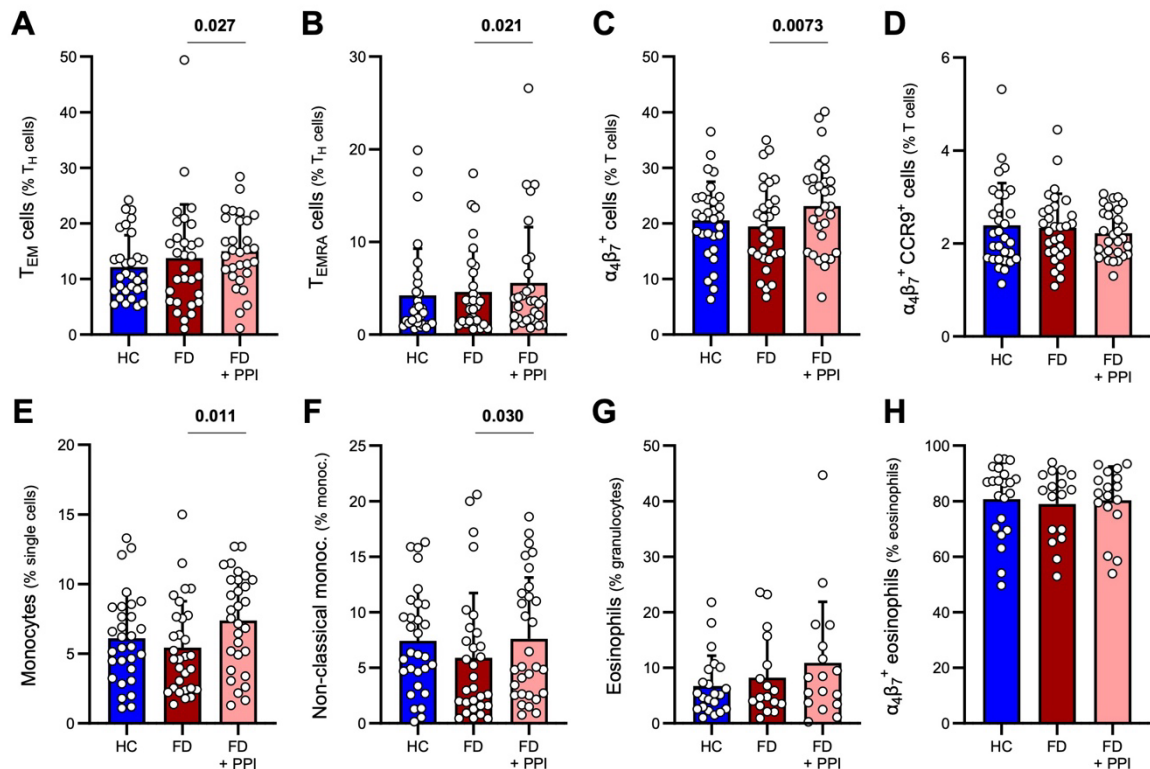 A
0.027
T_EM cells (% T_H cells)
50
40
30
20
10
0
HC
FD
FD
+ PPI
B
0.021
T_EMRA cells (% T_H cells)
30
20
10
0
HC
FD
FD
+ PPI
C
0.0073
α₄β₇⁺ cells (% T cells)
50
40
30
20
10
0
HC
FD
FD
+ PPI
D
α₄β₇⁺ CCR9⁺ cells (% T cells)
6
4
2
0
HC
FD
FD
+ PPI
E
0.011
Monocytes (% single cells)
20
15
10
5
0
HC
FD
FD
+ PPI
F
0.030
Non-classical monoc. (% monoc.)
25
20
15
10
5
0
HC
FD
FD
+ PPI
G
Eosinophils (% granulocytes)
50
40
30
20
10
0
HC
FD
FD
+ PPI
H
α₄β₇⁺ eosinophils (% eosinophils)
100
80
60
40
20
0
HC
FD
FD
+ PPI